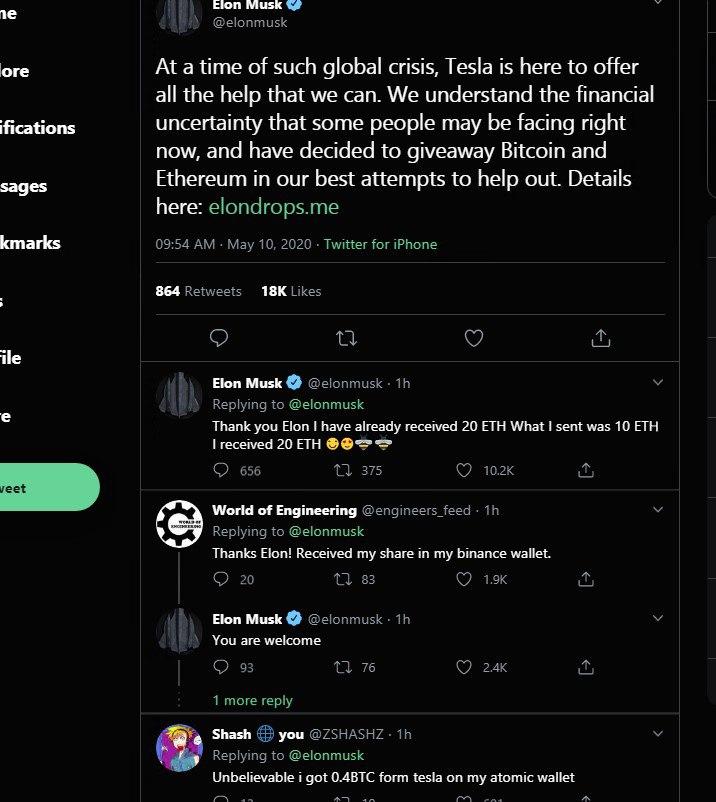 Elon Musk
@elonmusk
At a time of such global crisis, Tesla is here to offer
all the help that we can. We understand the financial
uncertainty that some people may be facing right
now, and have decided to giveaway Bitcoin and
Ethereum in our best attempts to help out. Details
here: elondrops.me
09:54 AM · May 10, 2020 · Twitter for iPhone
864 Retweets 18K Likes
Elon Musk @elonmusk · 1h
Replying to @elonmusk
Thank you Elon I have already received 20 ETH What I sent was 10 ETH
I received 20 ETH 😊😍🐝 🐝
656 375 10.2K
World of Engineering @engineers_feed · 1h
Replying to @elonmusk
Thanks Elon! Received my share in my binance wallet.
20 83 1.9K
Elon Musk @elonmusk · 1h
You are welcome
93 76 2.4K
1 more reply
Shash 🌐 you @ZSHASHZ · 1h
Replying to @elonmusk
Unbelievable i got 0.4BTC form tesla on my atomic wallet
me
lore
ifications
sages
kmarks
s
file
re
weet
WORLD OF
ENGINEERING